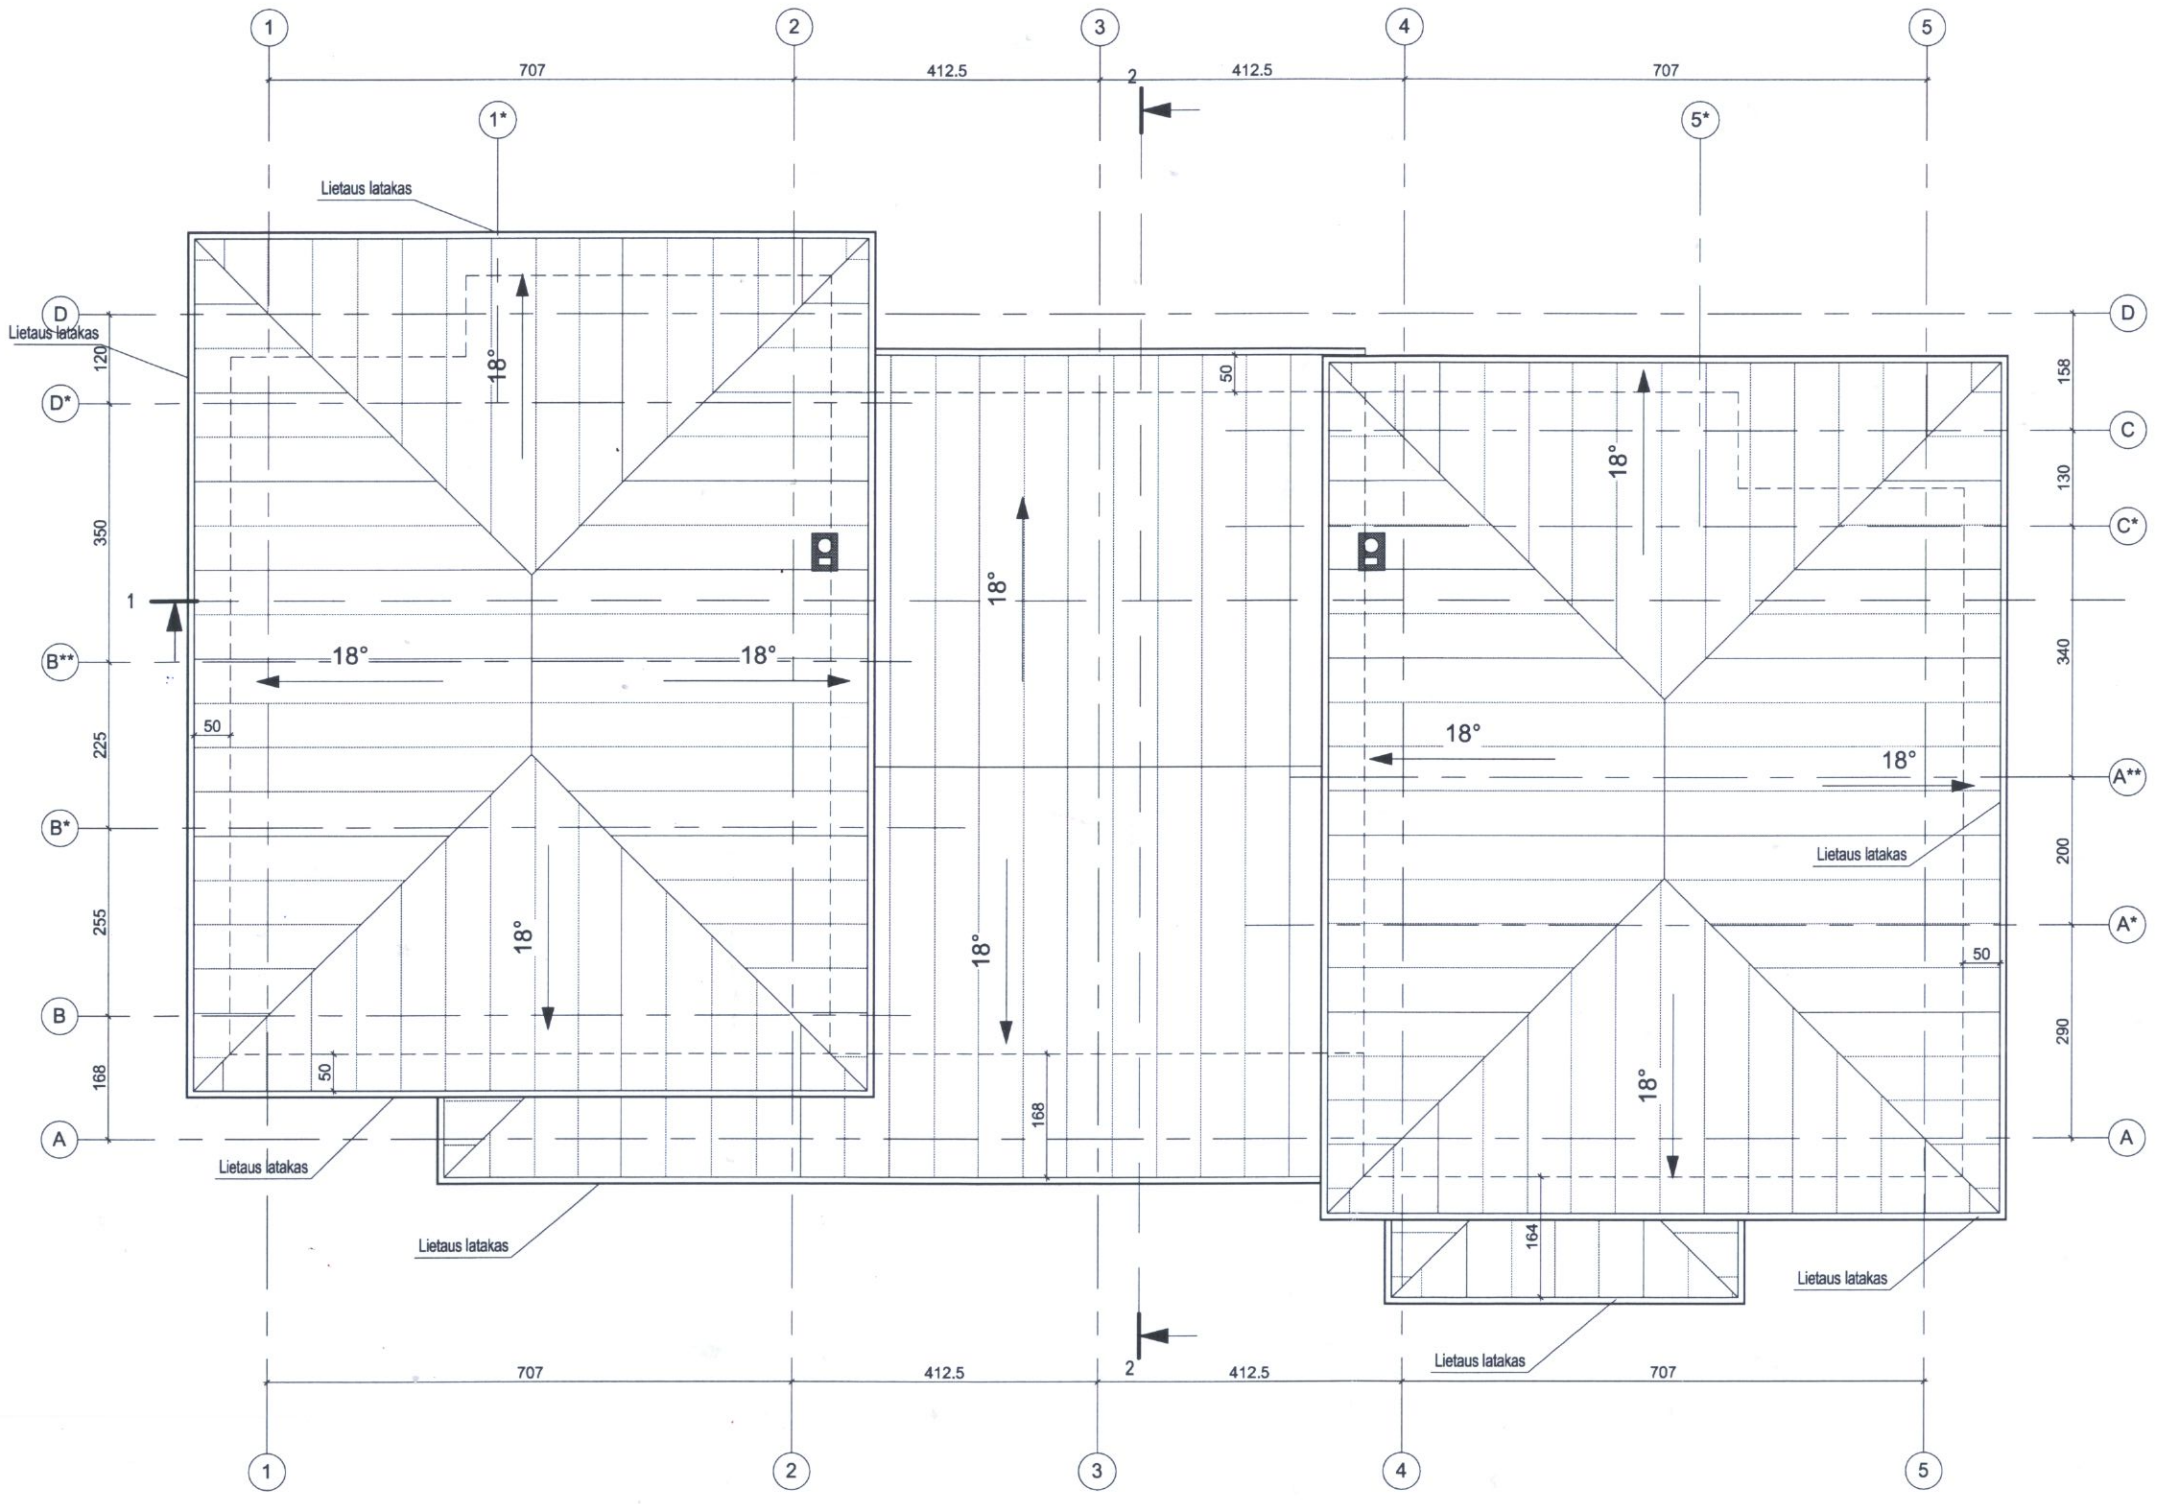 1 2 3 4 5
707 412.5 412.5 707
2
1* 5*
Lietaus latakas
D D
Lietaus latakas
120 158
50
18°
D* C
18°
130
350 C*
18°
1
B** 18° 18° 340
225 50
18°
18°
A**
B*
Lietaus latakas
200
255 18° 18° A*
50
B
290
50
168 168 18°
A A
Lietaus latakas
Lietaus latakas
164
Lietaus latakas
Lietaus latakas
2
707 412.5 412.5 707
1 2 3 4 5